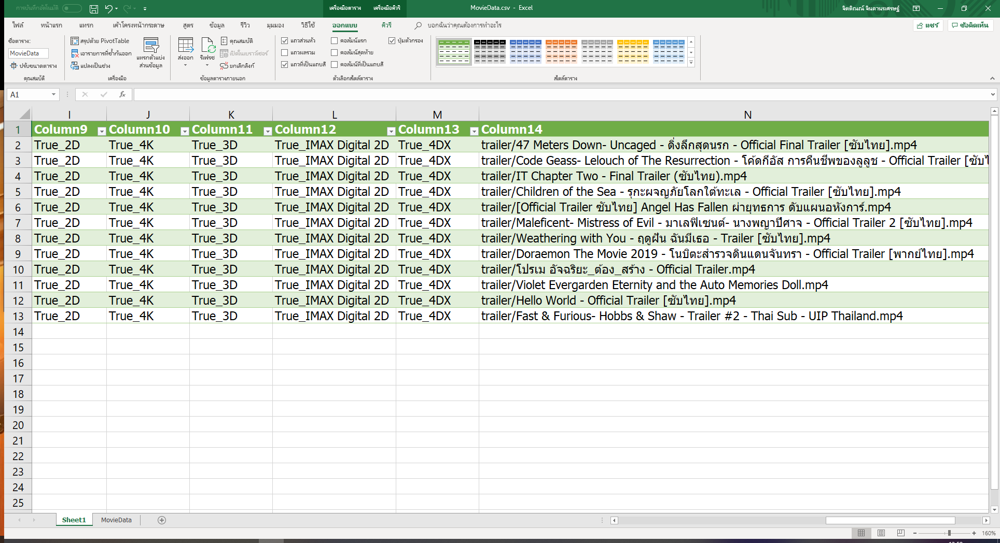 การบันทึกอัตโนมัติ
เครื่องมือตาราง เครื่องมือคิวรี
MovieData.csv - Excel
จิตติณณ์ จินดานรเศรษฐ์
ไฟล์ หน้าแรก แทรก เค้าโครงหน้ากระดาษ สูตร ข้อมูล รีวิว มุมมอง วิธีใช้ ออกแบบ คิวรี บอกฉันว่าคุณต้องการทำอะไร แชร์ ข้อคิดเห็น
ชื่อตาราง:
MovieData
ปรับขนาดตาราง
คุณสมบัติ
สรุปด้วย PivotTable
เอารายการที่ซ้ำกันออก
แปลงเป็นช่วง
แทรกตัวแบ่ง
ส่วนข้อมูล
เครื่องมือ
ส่งออก รีเฟรช
คุณสมบัติ
เปิดในเบราว์เซอร์
ยกเลิกลิงก์
ข้อมูลตารางภายนอก
แถวส่วนหัว คอลัมน์แรก ปุ่มตัวกรอง
แถวผลรวม คอลัมน์สุดท้าย
แถวที่เป็นแถบสี คอลัมน์ที่เป็นแถบสี
ตัวเลือกสไตล์ตาราง
สไตล์ตาราง
A1 fx
I J K L M N
1 Column9 Column10 Column11 Column12 Column13 Column14
2 True_2D True_4K True_3D True_IMAX Digital 2D True_4DX trailer/47 Meters Down- Uncaged - ดิ่งลึกสุดนรก - Official Final Trailer [ซับไทย].mp4
3 True_2D True_4K True_3D True_IMAX Digital 2D True_4DX trailer/Code Geass- Lelouch of The Resurrection - โค้ดกีอัส การคืนชีพของลูลูช - Official Trailer [ซับไ
4 True_2D True_4K True_3D True_IMAX Digital 2D True_4DX trailer/IT Chapter Two - Final Trailer (ซับไทย).mp4
5 True_2D True_4K True_3D True_IMAX Digital 2D True_4DX trailer/Children of the Sea - รุกะผจญภัยโลกใต้ทะเล - Official Trailer [ซับไทย].mp4
6 True_2D True_4K True_3D True_IMAX Digital 2D True_4DX trailer/[Official Trailer ซับไทย] Angel Has Fallen ผ่ายุทธการ ดับแผนอหังการ์.mp4
7 True_2D True_4K True_3D True_IMAX Digital 2D True_4DX trailer/Maleficent- Mistress of Evil - มาเลฟิเซนต์- นางพญาปีศาจ - Official Trailer 2 [ซับไทย].mp4
8 True_2D True_4K True_3D True_IMAX Digital 2D True_4DX trailer/Weathering with You - ฤดูฝัน ฉันมีเธอ - Trailer [ซับไทย].mp4
9 True_2D True_4K True_3D True_IMAX Digital 2D True_4DX trailer/Doraemon The Movie 2019 - โนบิตะสำรวจดินแดนจันทรา - Official Trailer [พากย์ไทย].mp4
10 True_2D True_4K True_3D True_IMAX Digital 2D True_4DX trailer/โปรเม อัจฉริยะ_ต้อง_สร้าง - Official Trailer.mp4
11 True_2D True_4K True_3D True_IMAX Digital 2D True_4DX trailer/Violet Evergarden Eternity and the Auto Memories Doll.mp4
12 True_2D True_4K True_3D True_IMAX Digital 2D True_4DX trailer/Hello World - Official Trailer [ซับไทย].mp4
13 True_2D True_4K True_3D True_IMAX Digital 2D True_4DX trailer/Fast & Furious- Hobbs & Shaw - Trailer #2 - Thai Sub - UIP Thailand.mp4
14
15
16
17
18
19
20
21
22
23
24
25
Sheet1 MovieData
160%